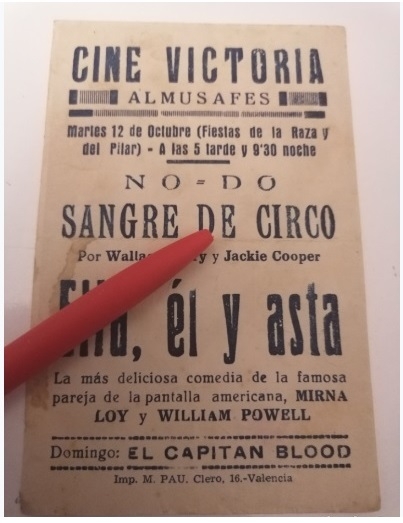 CINE VICTORIA
ALMUSAFES
Martes 12 de Octubre (Fiestas de la Raza y
del Pilar) - A las 5 tarde y 9'30 noche
NO-DO
SANGRE DE CIRCO
Por y Jackie Cooper
él y asta
La más deliciosa comedia de la famosa
pareja de la pantalla americana, MIRNA
LOY y WILLIAM POWELL
Domingo: EL CAPITAN BLOOD
Imp. M. PAU. Clero, 16.-Valencia